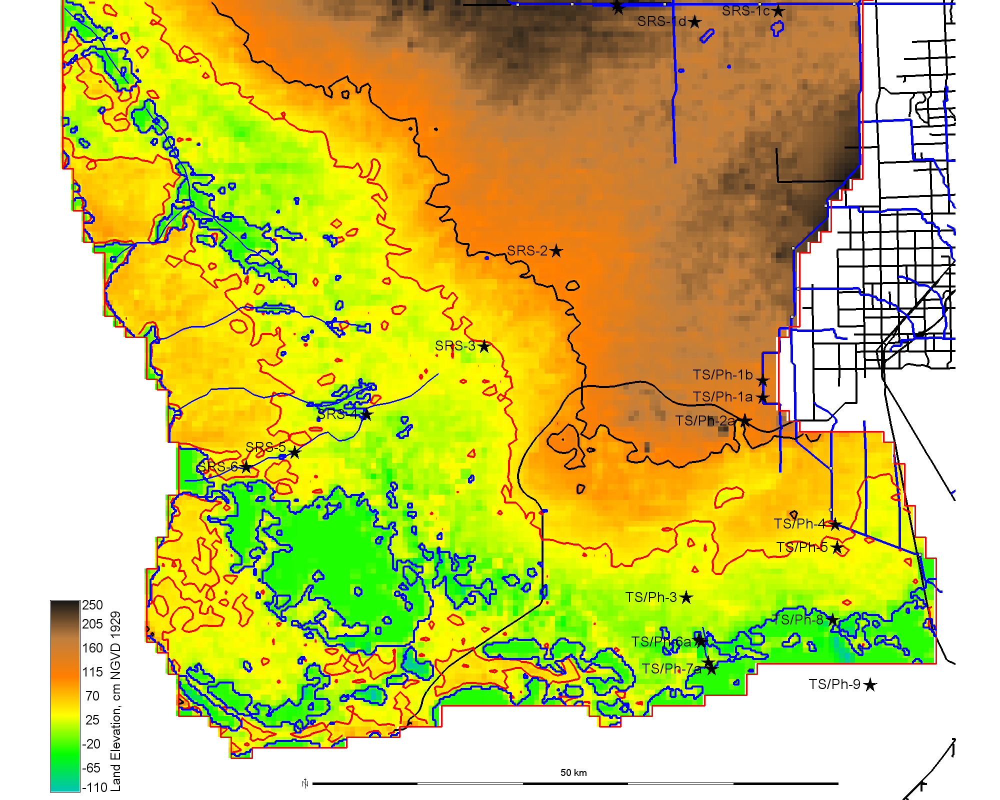 SRS-1c
SRS-1d
SRS-2
SRS-3
TS/Ph-1b
TS/Ph-1a
SRS-4
TS/Ph-2a
SRS-5
SRS-6
TS/Ph-4
TS/Ph-5
TS/Ph-3
TS/Ph-8
TS/Ph-6a
TS/Ph-7a
TS/Ph-9
250
205
160
115
70
25
-20
-65
-110
Land Elevation, cm NGVD 1929
50 km
N